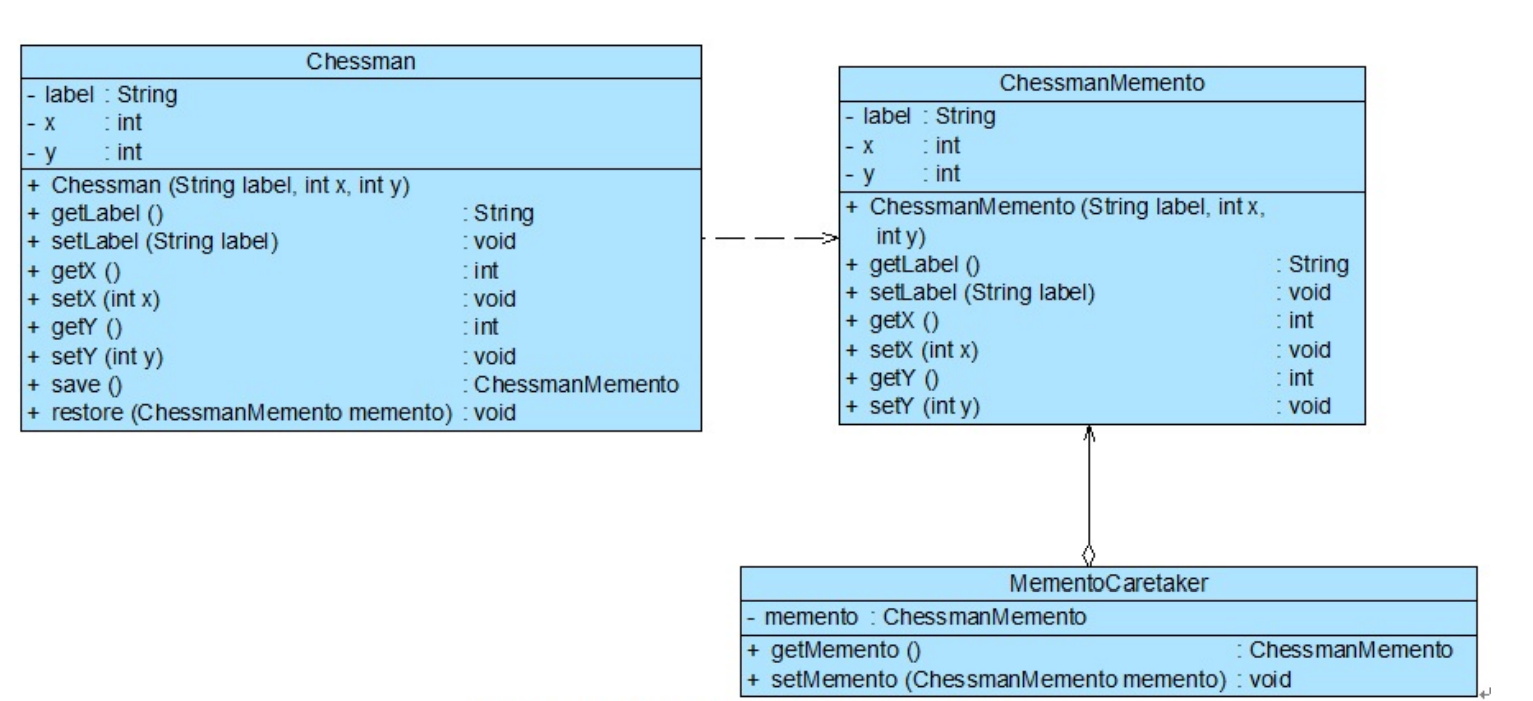 Chessman
- label : String
- x : int
- y : int
+ Chessman (String label, int x, int y)
+ getLabel () : String
+ setLabel (String label) : void
+ getX () : int
+ setX (int x) : void
+ getY () : int
+ setY (int y) : void
+ save () : ChessmanMemento
+ restore (ChessmanMemento memento) : void
ChessmanMemento
- label : String
- x : int
- y : int
+ ChessmanMemento (String label, int x,
int y)
+ getLabel () : String
+ setLabel (String label) : void
+ getX () : int
+ setX (int x) : void
+ getY () : int
+ setY (int y) : void
MementoCaretaker
- memento : ChessmanMemento
+ getMemento () : ChessmanMemento
+ setMemento (ChessmanMemento memento) : void